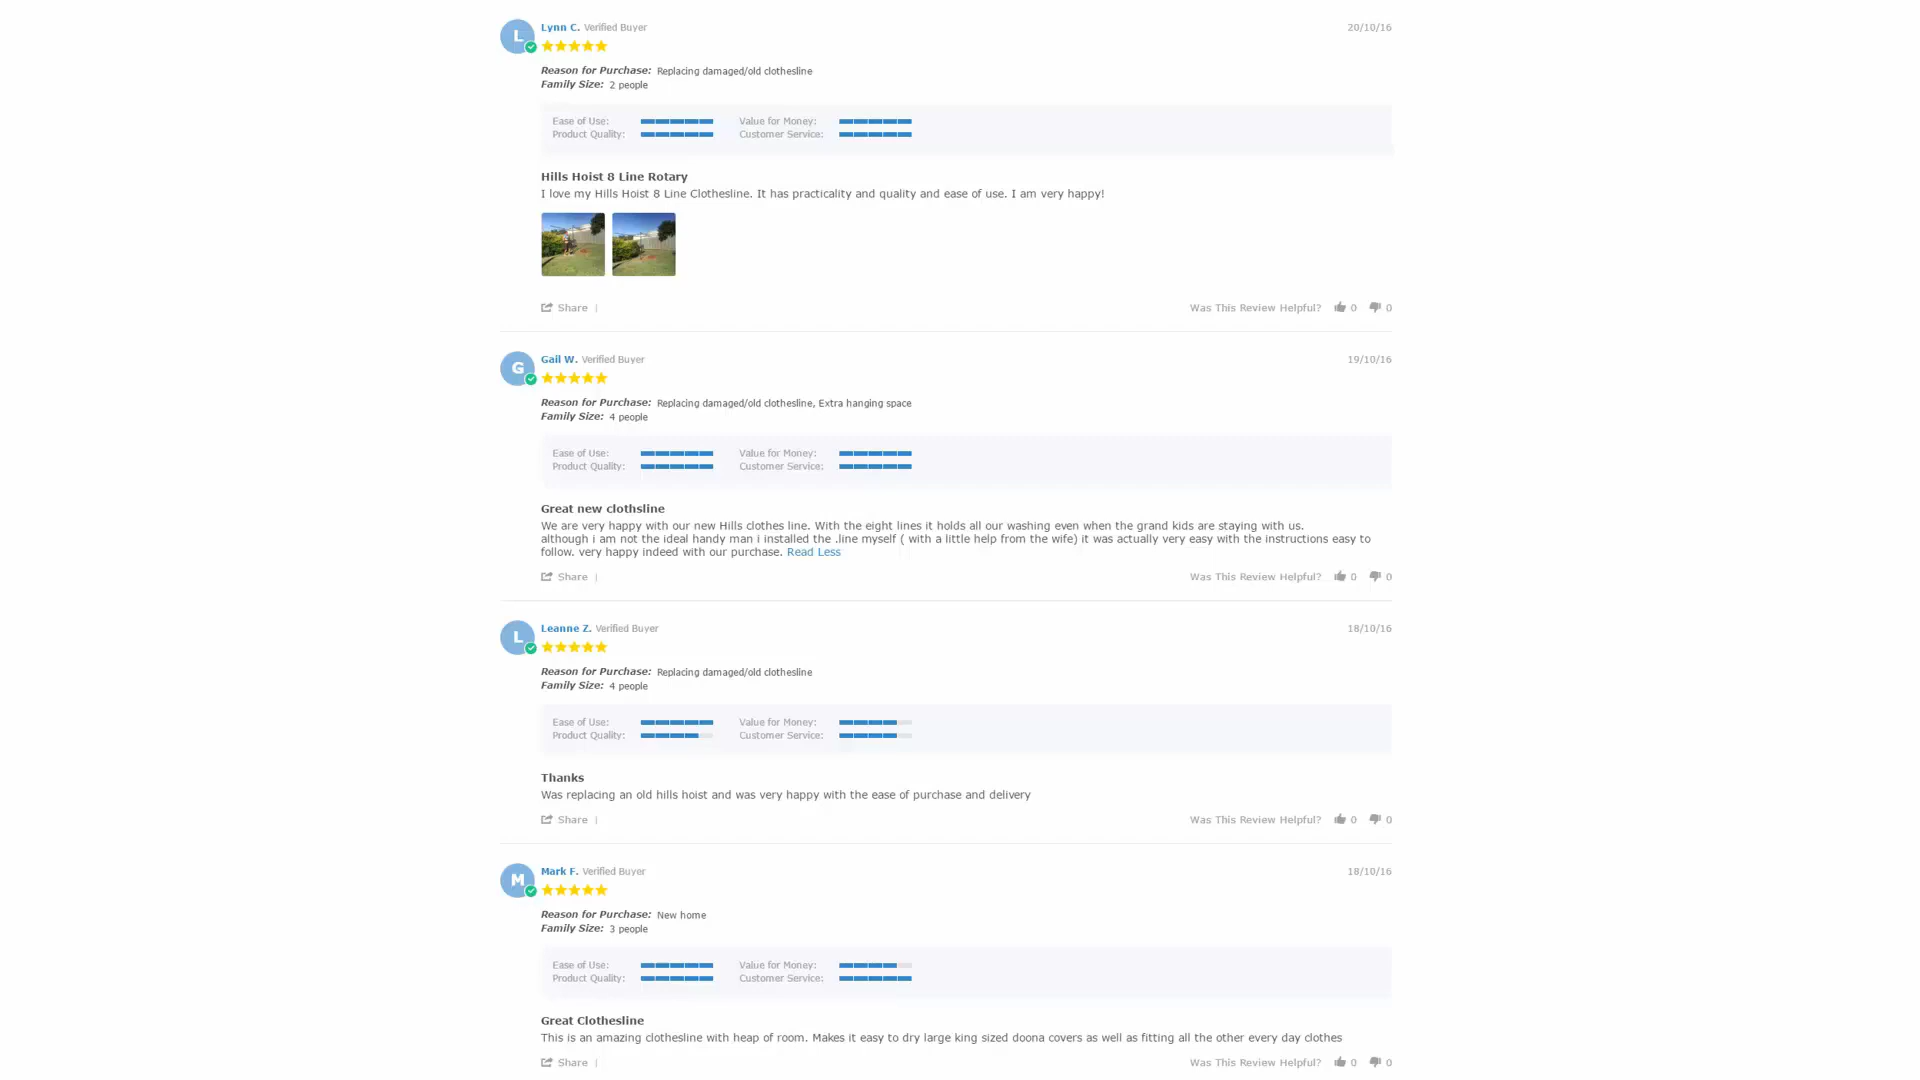 L
Lynn C. Verified Buyer 20/10/16
Reason for Purchase: Replacing damaged/old clothesline
Family Size: 2 people
Ease of Use: Value for Money:
Product Quality: Customer Service:
Hills Hoist 8 Line Rotary
I love my Hills Hoist 8 Line Clothesline. It has practicality and quality and ease of use. I am very happy!
Share | Was This Review Helpful? 0 0
G
Gail W. Verified Buyer 19/10/16
Reason for Purchase: Replacing damaged/old clothesline, Extra hanging space
Family Size: 4 people
Ease of Use: Value for Money:
Product Quality: Customer Service:
Great new clothsline
We are very happy with our new Hills clothes line. With the eight lines it holds all our washing even when the grand kids are staying with us.
although i am not the ideal handy man i installed the .line myself ( with a little help from the wife) it was actually very easy with the instructions easy to
follow. very happy indeed with our purchase. Read Less
Share | Was This Review Helpful? 0 0
L
Leanne Z. Verified Buyer 18/10/16
Reason for Purchase: Replacing damaged/old clothesline
Family Size: 4 people
Ease of Use: Value for Money:
Product Quality: Customer Service:
Thanks
Was replacing an old hills hoist and was very happy with the ease of purchase and delivery
Share | Was This Review Helpful? 0 0
M
Mark F. Verified Buyer 18/10/16
Reason for Purchase: New home
Family Size: 3 people
Ease of Use: Value for Money:
Product Quality: Customer Service:
Great Clothesline
This is an amazing clothesline with heap of room. Makes it easy to dry large king sized doona covers as well as fitting all the other every day clothes
Share | Was This Review Helpful? 0 0